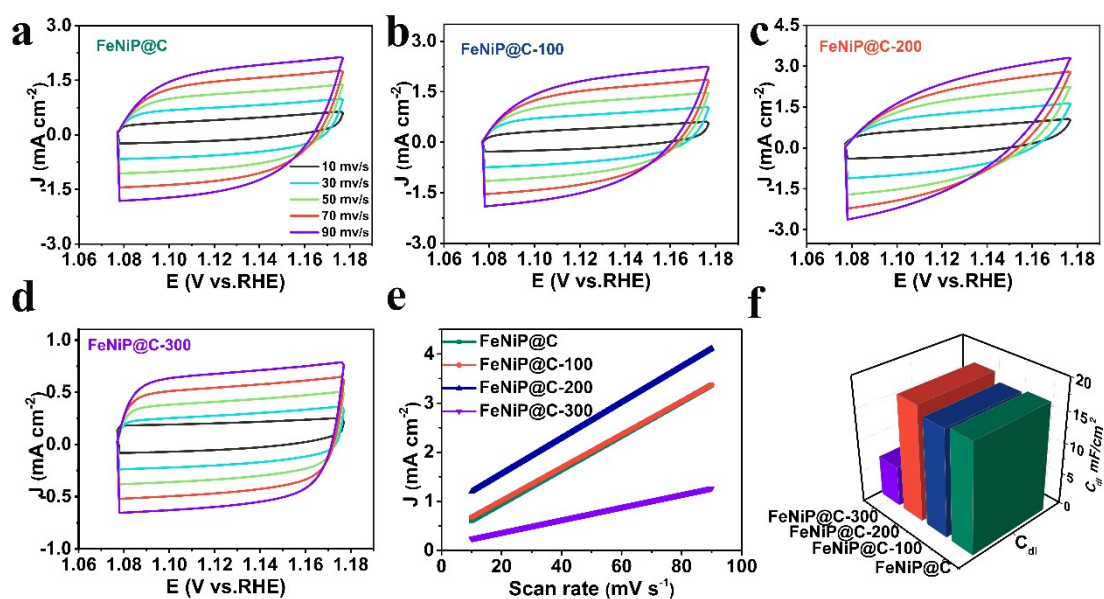 a
FeNiP@C
J (mA cm-2)
3.0
1.5
0.0
-1.5
-3.0
10 mv/s
30 mv/s
50 mv/s
70 mv/s
90 mv/s
1.06 1.08 1.10 1.12 1.14 1.16 1.18
E (V vs.RHE)
b
FeNiP@C-100
J (mA cm-2)
3.0
1.5
0.0
-1.5
-3.0
1.06 1.08 1.10 1.12 1.14 1.16 1.18
E (V vs.RHE)
c
FeNiP@C-200
J (mA cm-2)
4.5
3.0
1.5
0.0
-1.5
-3.0
-4.5
1.06 1.08 1.10 1.12 1.14 1.16 1.18
E (V vs.RHE)
d
FeNiP@C-300
J (mA cm-2)
1.0
0.5
0.0
-0.5
-1.0
1.06 1.08 1.10 1.12 1.14 1.16 1.18
E (V vs.RHE)
e
FeNiP@C
FeNiP@C-100
FeNiP@C-200
FeNiP@C-300
J (mA cm-2)
4
3
2
1
0
0 20 40 60 80 100
Scan rate (mV s-1)
f
20
15
10
5
0
Cdl mF/cm2
FeNiP@C-300
FeNiP@C-200
FeNiP@C-100
FeNiP@C
Cdl